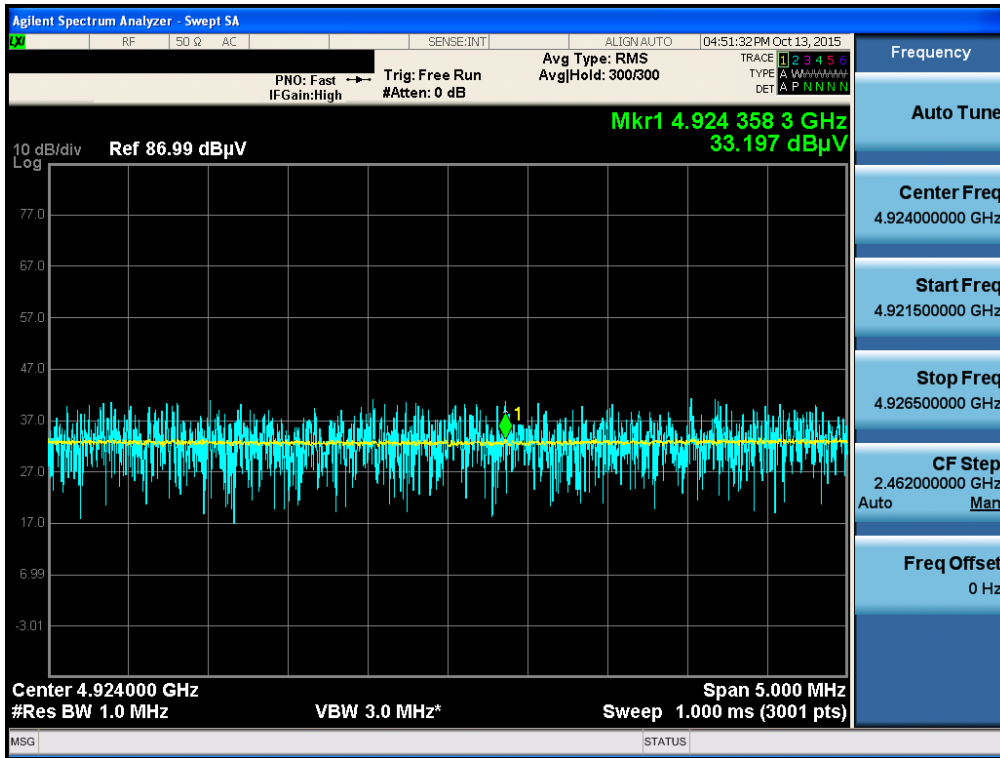 Agilent Spectrum Analyzer - Swept SA
LXI RF 50 Ω AC SENSE:INT ALIGN AUTO 04:51:32 PM Oct 13, 2015
Frequency
PNO: Fast
IFGain:High
Trig: Free Run
#Atten: 0 dB
Avg Type: RMS
Avg|Hold: 300/300
TRACE 1 2 3 4 5 6
TYPE A WWWWW
DET A P N N N N
Mkr1 4.924 358 3 GHz
33.197 dBµV
10 dB/div
Log
Ref 86.99 dBµV
77.0
67.0
57.0
47.0
37.0
27.0
17.0
6.99
-3.01
1
Center 4.924000 GHz
Span 5.000 MHz
#Res BW 1.0 MHz
VBW 3.0 MHz*
Sweep 1.000 ms (3001 pts)
Auto Tune
Center Freq
4.924000000 GHz
Start Freq
4.921500000 GHz
Stop Freq
4.926500000 GHz
CF Step
2.462000000 GHz
Auto Man
Freq Offset
0 Hz
MSG STATUS